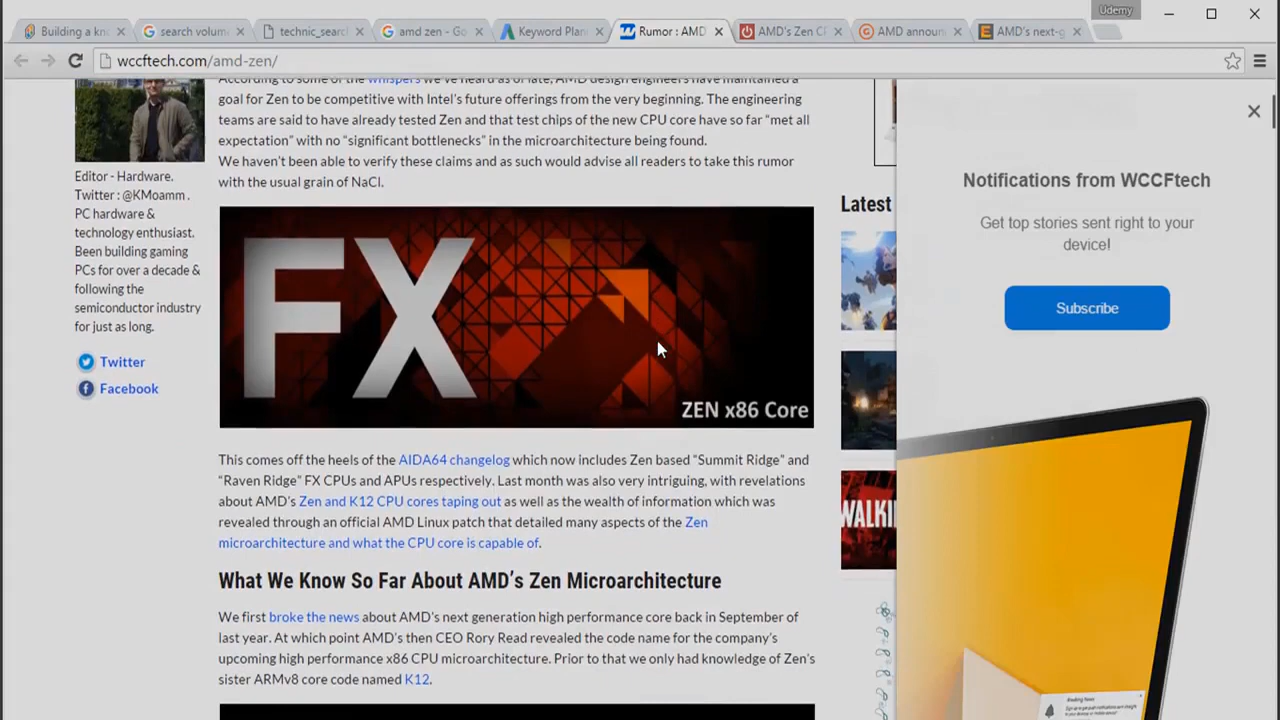 Udemy
Building a kn
search volum
technic_search
amd zen - Go
Keyword Plan
Rumor : AMD
AMD's Zen C
AMD announ
AMD's next-g
wccftech.com/amd-zen/
According to some of the whispers we've heard as of late, AMD design engineers have maintained a
goal for Zen to be competitive with Intel's future offerings from the very beginning. The engineering
teams are said to have already tested Zen and that test chips of the new CPU core have so far “met all
expectation” with no “significant bottlenecks” in the microarchitecture being found.
We haven't been able to verify these claims and as such would advise all readers to take this rumor
with the usual grain of NaCl.
Editor - Hardware.
Twitter : @KMoamm .
PC hardware &
technology enthusiast.
Been building gaming
PCs for over a decade &
following the
semiconductor industry
for just as long.
Twitter
Facebook
FX
ZEN x86 Core
This comes off the heels of the AIDA64 changelog which now includes Zen based “Summit Ridge” and
“Raven Ridge” FX CPUs and APUs respectively. Last month was also very intriguing, with revelations
about AMD's Zen and K12 CPU cores taping out as well as the wealth of information which was
revealed through an official AMD Linux patch that detailed many aspects of the Zen
microarchitecture and what the CPU core is capable of.
What We Know So Far About AMD's Zen Microarchitecture
We first broke the news about AMD's next generation high performance core back in September of
last year. At which point AMD's then CEO Rory Read revealed the code name for the company's
upcoming high performance x86 CPU microarchitecture. Prior to that we only had knowledge of Zen's
sister ARMv8 core code named K12.
Latest
WALKI
Notifications from WCCFtech
Get top stories sent right to your
device!
Subscribe